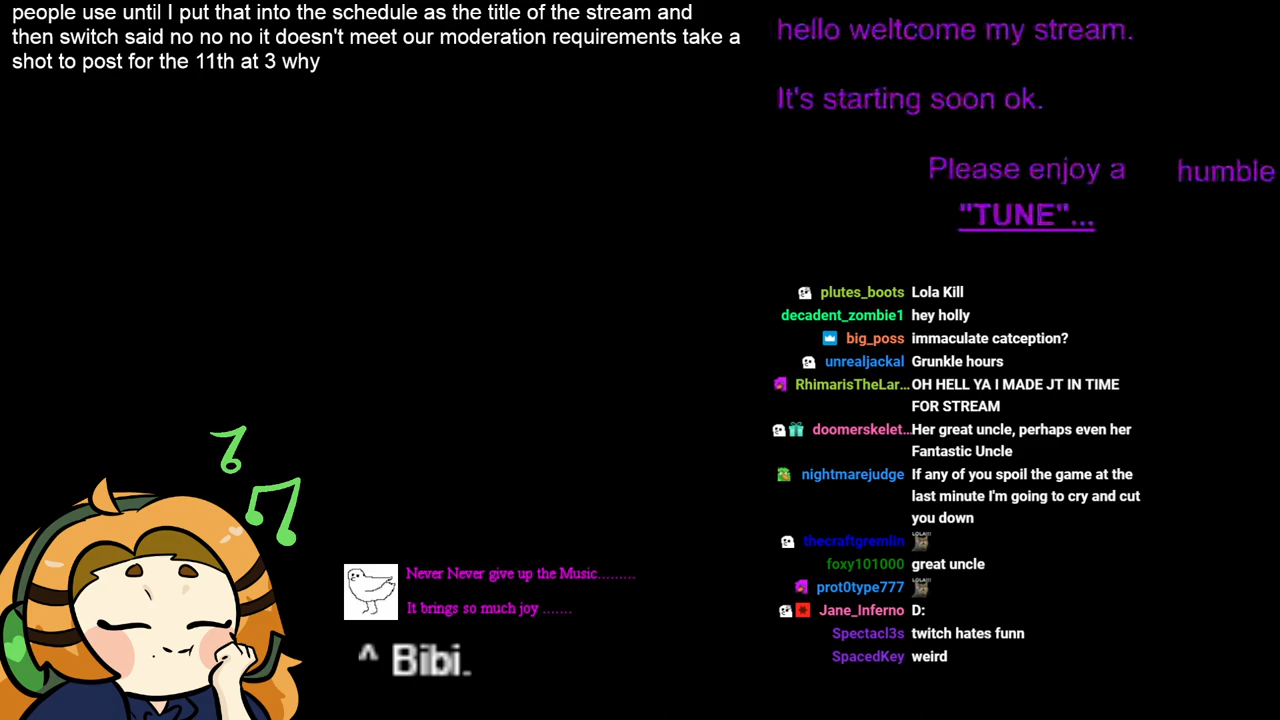 people use until I put that into the schedule as the title of the stream and
then switch said no no no it doesn't meet our moderation requirements take a
shot to post for the 11th at 3 why
hello weltcome my stream.
It's starting soon ok.
Please enjoy a humble
"TUNE"...
plutes_boots Lola Kill
decadent_zombie1 hey holly
big_poss immaculate catception?
unrealjackal Grunkle hours
RhimarisTheLar... OH HELL YA I MADE JT IN TIME
FOR STREAM
doomerskelet... Her great uncle, perhaps even her
Fantastic Uncle
nightmarejudge If any of you spoil the game at the
last minute I'm going to cry and cut
you down
thecraftgremlin LOLA!!!
foxy101000 great uncle
prot0type777 LOLA!!!
Jane_Inferno D:
Spectacl3s twitch hates funn
SpacedKey weird
Never Never give up the Music.........
It brings so much joy .......
^ Bibi.